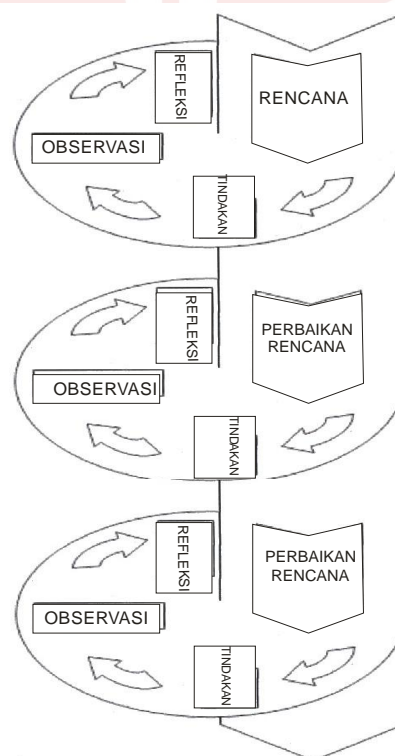 REFLEKSI
RENCANA
OBSERVASI
TINDAKAN
REFLEKSI
PERBAIKAN
RENCANA
OBSERVASI
TINDAKAN
REFLEKSI
PERBAIKAN
RENCANA
OBSERVASI
TINDAKAN